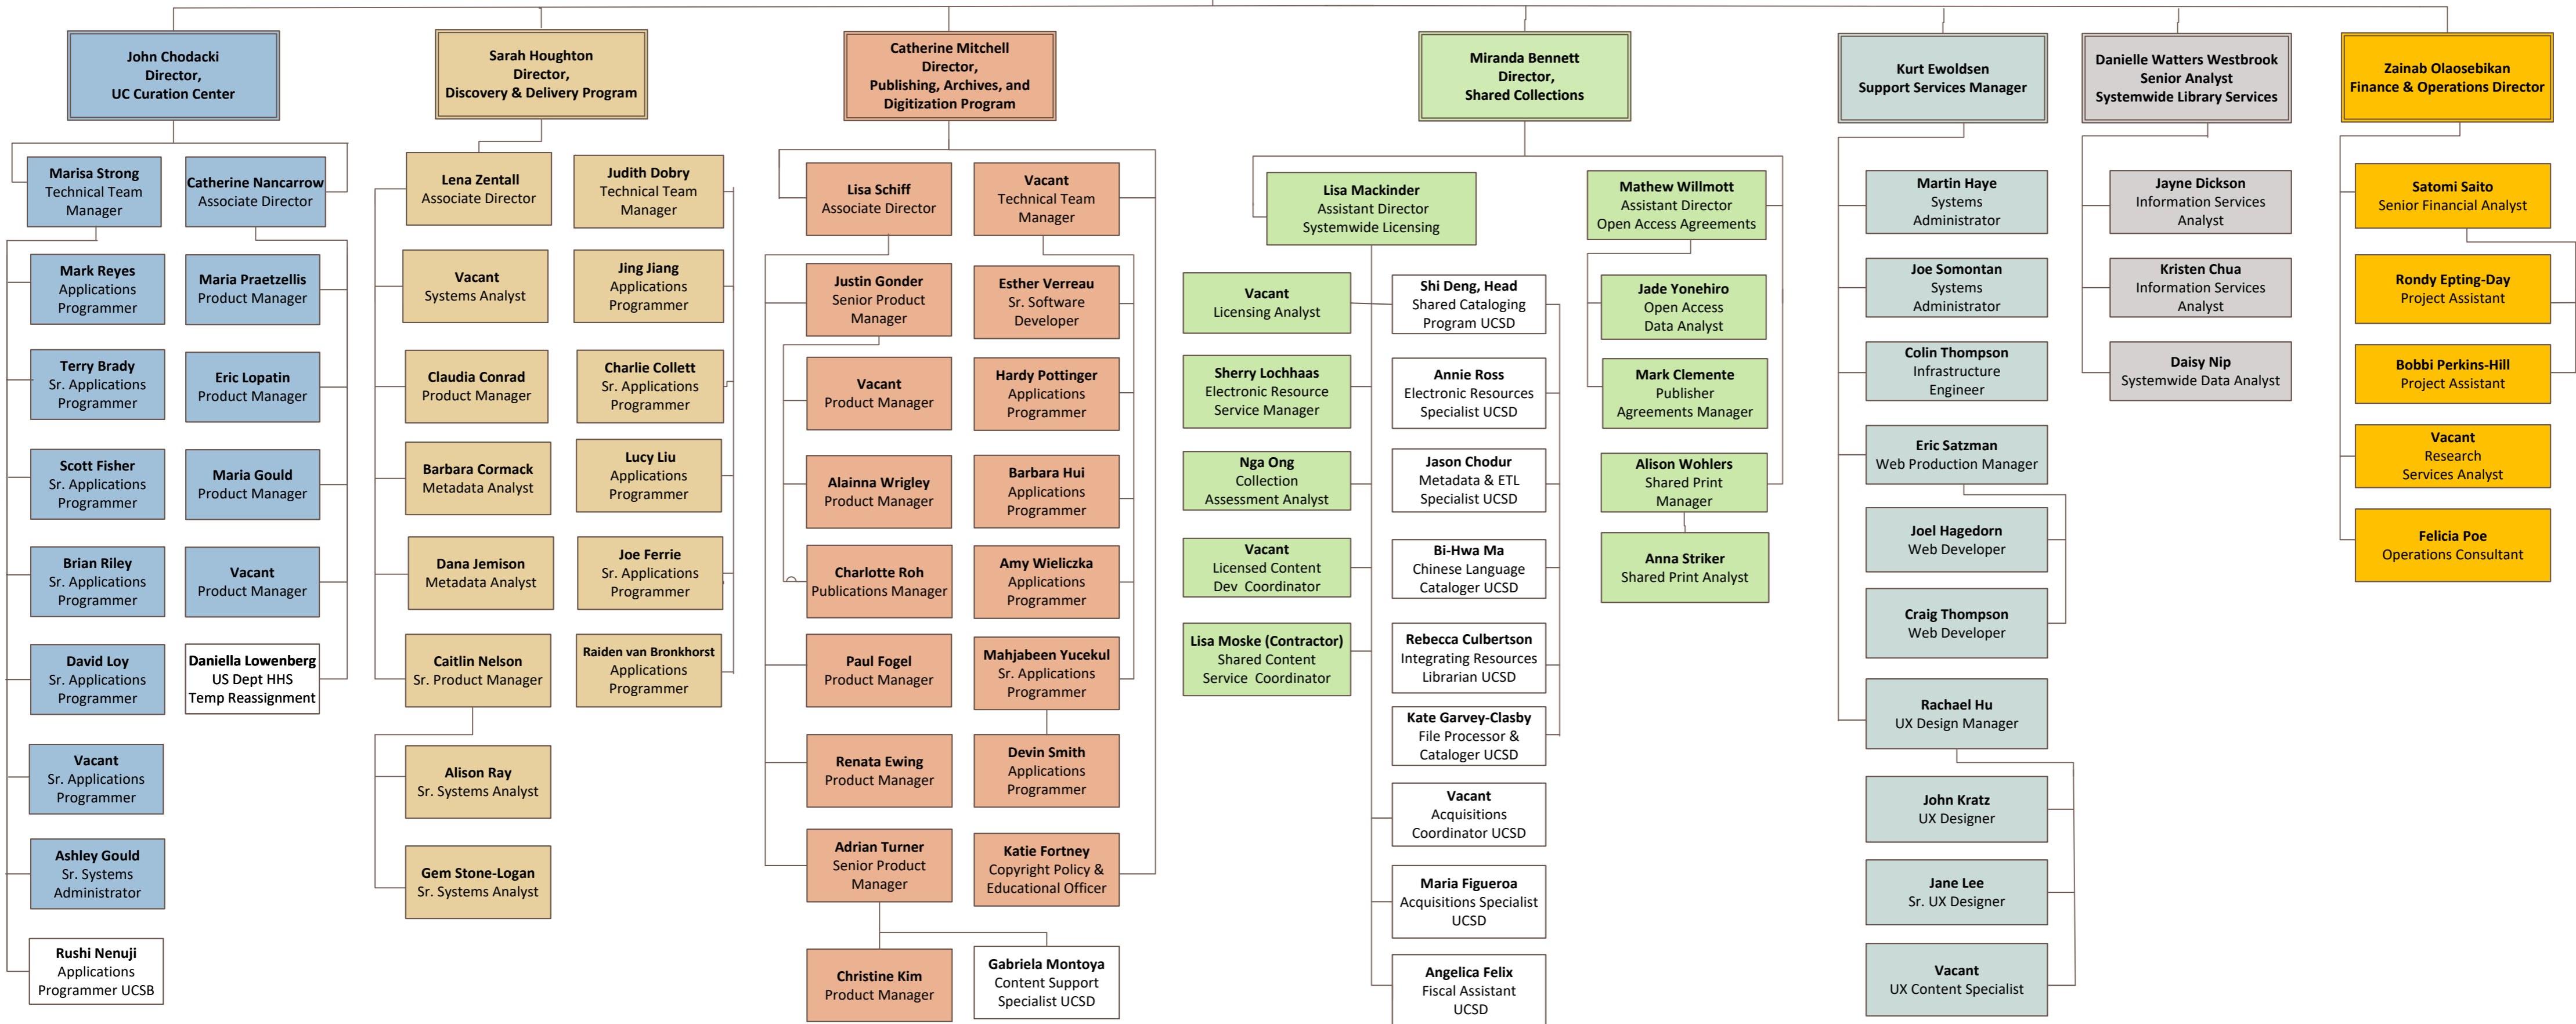 John Chodacki
Director,
UC Curation Center
Sarah Houghton
Director,
Discovery & Delivery Program
Catherine Mitchell
Director,
Publishing, Archives, and
Digitization Program
Miranda Bennett
Director,
Shared Collections
Kurt Ewoldsen
Support Services Manager
Danielle Watters Westbrook
Senior Analyst
Systemwide Library Services
Zainab Olaosebikan
Finance & Operations Director
Marisa Strong
Technical Team
Manager
Mark Reyes
Applications
Programmer
Terry Brady
Sr. Applications
Programmer
Scott Fisher
Sr. Applications
Programmer
Brian Riley
Sr. Applications
Programmer
David Loy
Sr. Applications
Programmer
Vacant
Sr. Applications
Programmer
Ashley Gould
Sr. Systems
Administrator
Rushi Nenuji
Applications
Programmer UCSB
Catherine Nancarrow
Associate Director
Maria Praetzellis
Product Manager
Eric Lopatin
Product Manager
Maria Gould
Product Manager
Vacant
Product Manager
Daniella Lowenberg
US Dept HHS
Temp Reassignment
Lena Zentall
Associate Director
Vacant
Systems Analyst
Claudia Conrad
Product Manager
Barbara Cormack
Metadata Analyst
Dana Jemison
Metadata Analyst
Caitlin Nelson
Sr. Product Manager
Alison Ray
Sr. Systems Analyst
Gem Stone-Logan
Sr. Systems Analyst
Judith Dobry
Technical Team
Manager
Jing Jiang
Applications
Programmer
Charlie Collett
Sr. Applications
Programmer
Lucy Liu
Applications
Programmer
Joe Ferrie
Sr. Applications
Programmer
Raiden van Bronkhorst
Applications
Programmer
Lisa Schiff
Associate Director
Justin Gonder
Senior Product
Manager
Vacant
Product Manager
Alainna Wrigley
Product Manager
Charlotte Roh
Publications Manager
Paul Fogel
Product Manager
Renata Ewing
Product Manager
Adrian Turner
Senior Product
Manager
Christine Kim
Product Manager
Vacant
Technical Team
Manager
Esther Verreau
Sr. Software
Developer
Hardy Pottinger
Applications
Programmer
Barbara Hui
Applications
Programmer
Amy Wieliczka
Applications
Programmer
Mahjabeen Yucekul
Sr. Applications
Programmer
Devin Smith
Applications
Programmer
Katie Fortney
Copyright Policy &
Educational Officer
Gabriela Montoya
Content Support
Specialist UCSD
Lisa Mackinder
Assistant Director
Systemwide Licensing
Vacant
Licensing Analyst
Sherry Lochhaas
Electronic Resource
Service Manager
Nga Ong
Collection
Assessment Analyst
Vacant
Licensed Content
Dev Coordinator
Lisa Moske (Contractor)
Shared Content
Service Coordinator
Shi Deng, Head
Shared Cataloging
Program UCSD
Annie Ross
Electronic Resources
Specialist UCSD
Jason Chodur
Metadata & ETL
Specialist UCSD
Bi-Hwa Ma
Chinese Language
Cataloger UCSD
Rebecca Culbertson
Integrating Resources
Librarian UCSD
Kate Garvey-Clasby
File Processor &
Cataloger UCSD
Vacant
Acquisitions
Coordinator UCSD
Maria Figueroa
Acquisitions Specialist
UCSD
Angelica Felix
Fiscal Assistant
UCSD
Mathew Willmott
Assistant Director
Open Access Agreements
Jade Yonehiro
Open Access
Data Analyst
Mark Clemente
Publisher
Agreements Manager
Alison Wohlers
Shared Print
Manager
Anna Striker
Shared Print Analyst
Martin Haye
Systems
Administrator
Joe Somontan
Systems
Administrator
Colin Thompson
Infrastructure
Engineer
Eric Satzman
Web Production Manager
Joel Hagedorn
Web Developer
Craig Thompson
Web Developer
Rachael Hu
UX Design Manager
John Kratz
UX Designer
Jane Lee
Sr. UX Designer
Vacant
UX Content Specialist
Jayne Dickson
Information Services
Analyst
Kristen Chua
Information Services
Analyst
Daisy Nip
Systemwide Data Analyst
Satomi Saito
Senior Financial Analyst
Rondy Epting-Day
Project Assistant
Bobbi Perkins-Hill
Project Assistant
Vacant
Research
Services Analyst
Felicia Poe
Operations Consultant